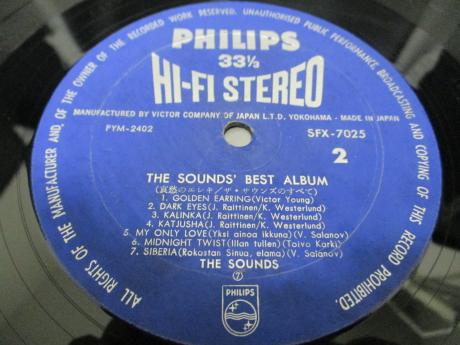 ALL RIGHTS OF THE MANUFACTURER AND, OF THE OWNER OF THE RECORDED WORK RESERVED. UNAUTHORISED PUBLIC PERFORMANCE, BROADCASTING AND COPYING OF THIS RECORD PROHIBITED.
PHILIPS
33⅓
HI-FI STEREO
MANUFACTURED BY VICTOR COMPANY OF JAPAN L.T.D. YOKOHAMA - MADE IN JAPAN
PYM-2402
SFX-7025
2
THE SOUNDS' BEST ALBUM
(哀愁のエレキ/ザ・サウンズのすべて)
1. GOLDEN EARRING(Victor Young)
2. DARK EYES(J. Raittinen/K. Westerlund)
3. KALINKA(J. Raittinen/K. Westerlund)
4. KATJUSHA(J. Raittinen/K. Westerlund)
5. MY ONLY LOVE(Yksi ainoa ikkuna) (V. Salanov)
6. MIDNIGHT TWIST(Illan tullen) (Toivo Karki)
7. SIBERIA(Rokostan Sinua, elama) (V. Salanov)
THE SOUNDS
⑦
PHILIPS